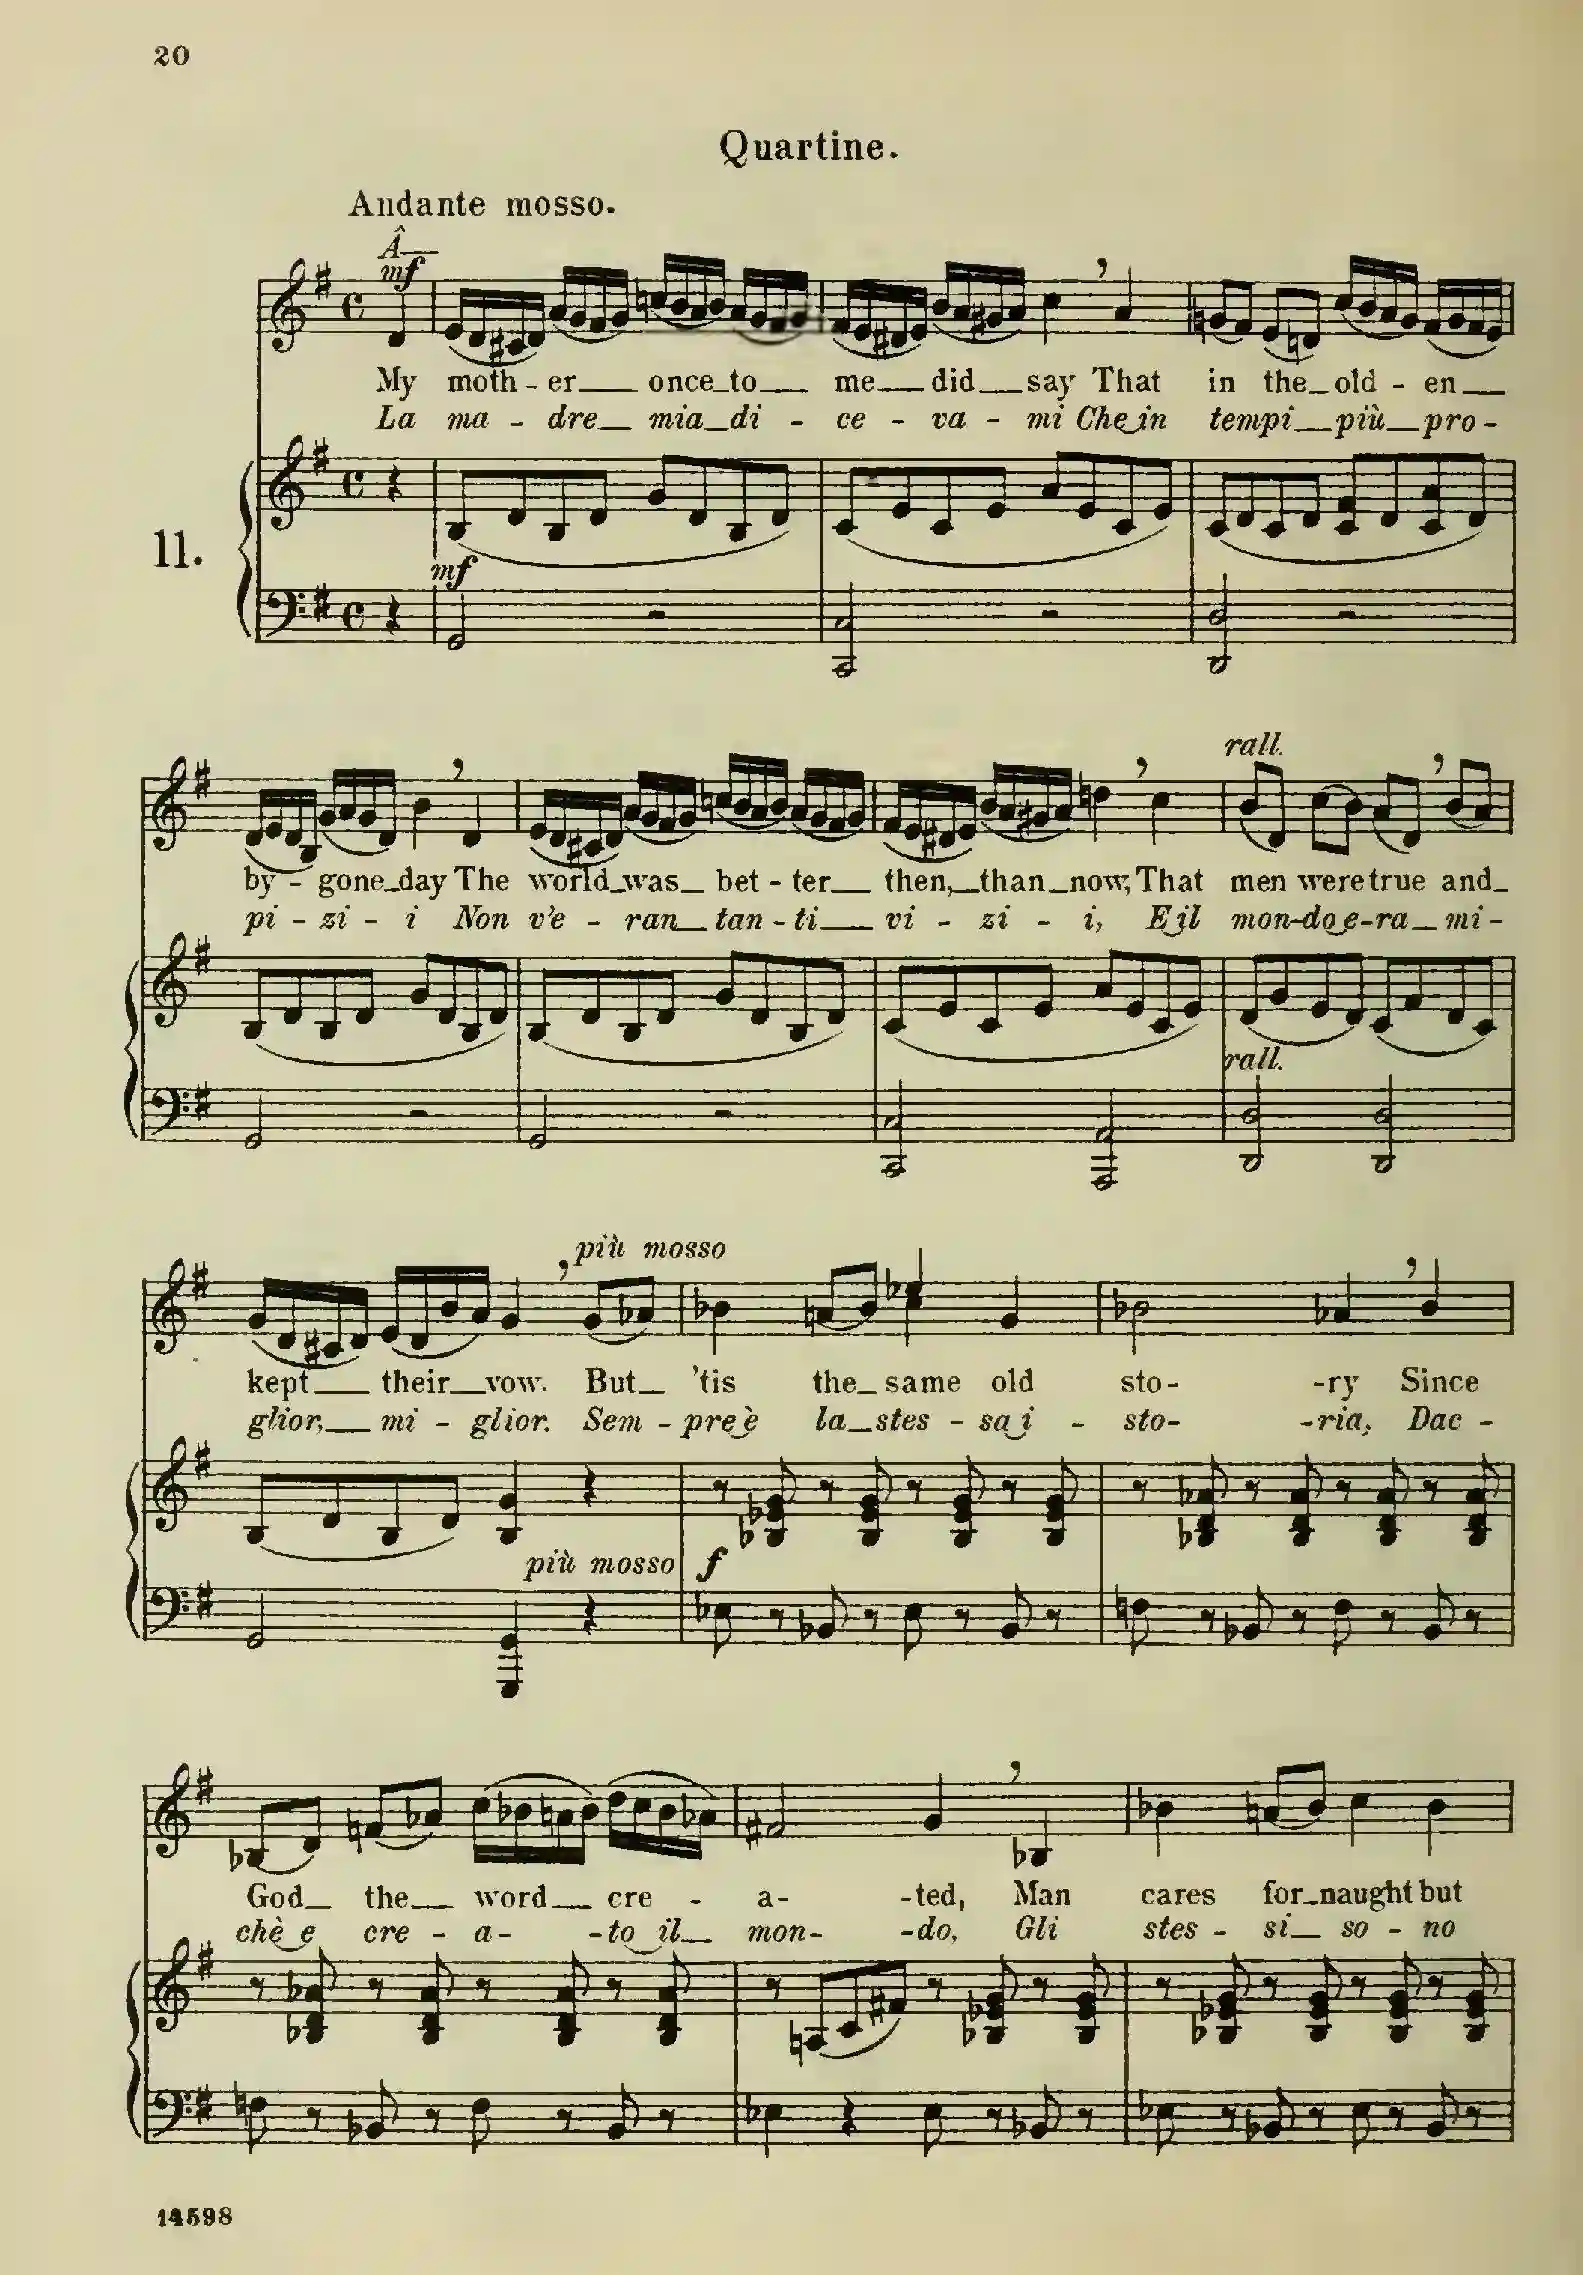 20
Quartine.
Andante mosso.
Â
mf
My moth - er once to me did say That in the old - en
La ma - dre mia di - ce - va - mi Che in tempi più pro -
11.
mf
rall.
by - gone day The world was bet - ter then, than now, That men were true and
pi - zi - i Non v'e - ran tan - ti vi - zi - i, E il mon-do e-ra mi -
rall.
più mosso
kept their vow. But 'tis the same old sto- -ry Since
glior, mi - glior. Sem - pre è la stes - sa i - sto- -ria, Dac -
più mosso f
God the word cre - a- -ted, Man cares for naught but
chè e cre - a- -to il mon- -do, Gli stes - si so - no
14598